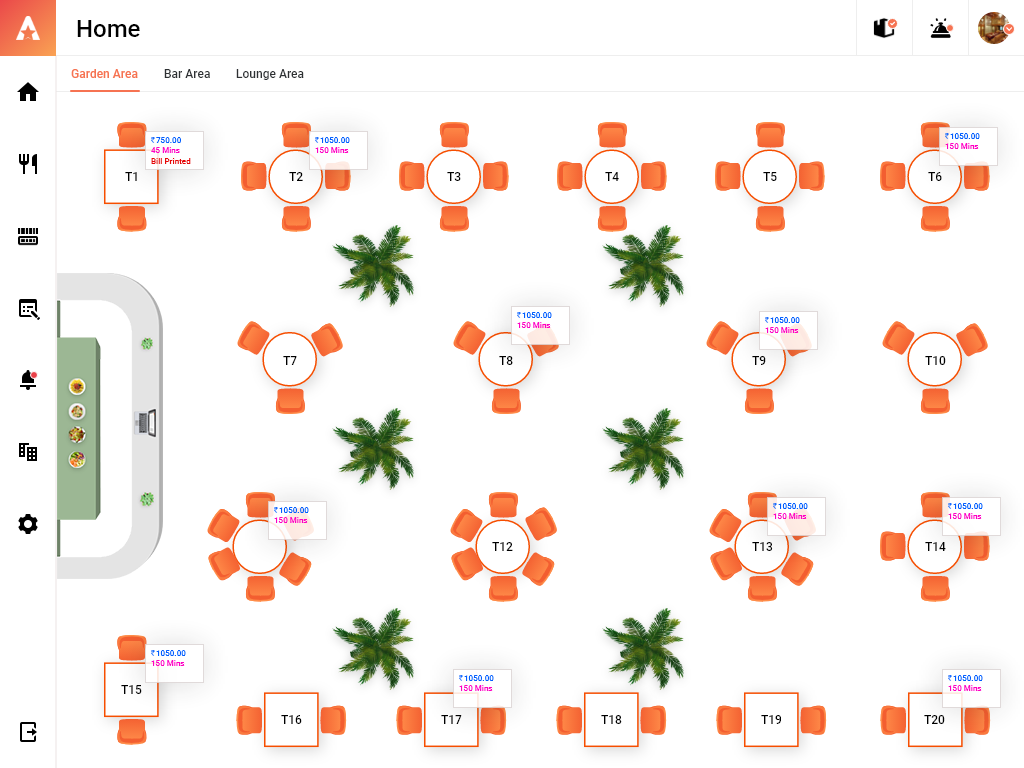 Home
Garden Area
Bar Area
Lounge Area
₹750.00
45 Mins
Bill Printed
T1
₹1050.00
150 Mins
T2
T3
T4
T5
₹1050.00
150 Mins
T6
T7
₹1050.00
150 Mins
T8
₹1050.00
150 Mins
T9
T10
₹1050.00
150 Mins
T12
₹1050.00
150 Mins
T13
₹1050.00
150 Mins
T14
₹1050.00
150 Mins
T15
T16
₹1050.00
150 Mins
T17
T18
T19
₹1050.00
150 Mins
T20